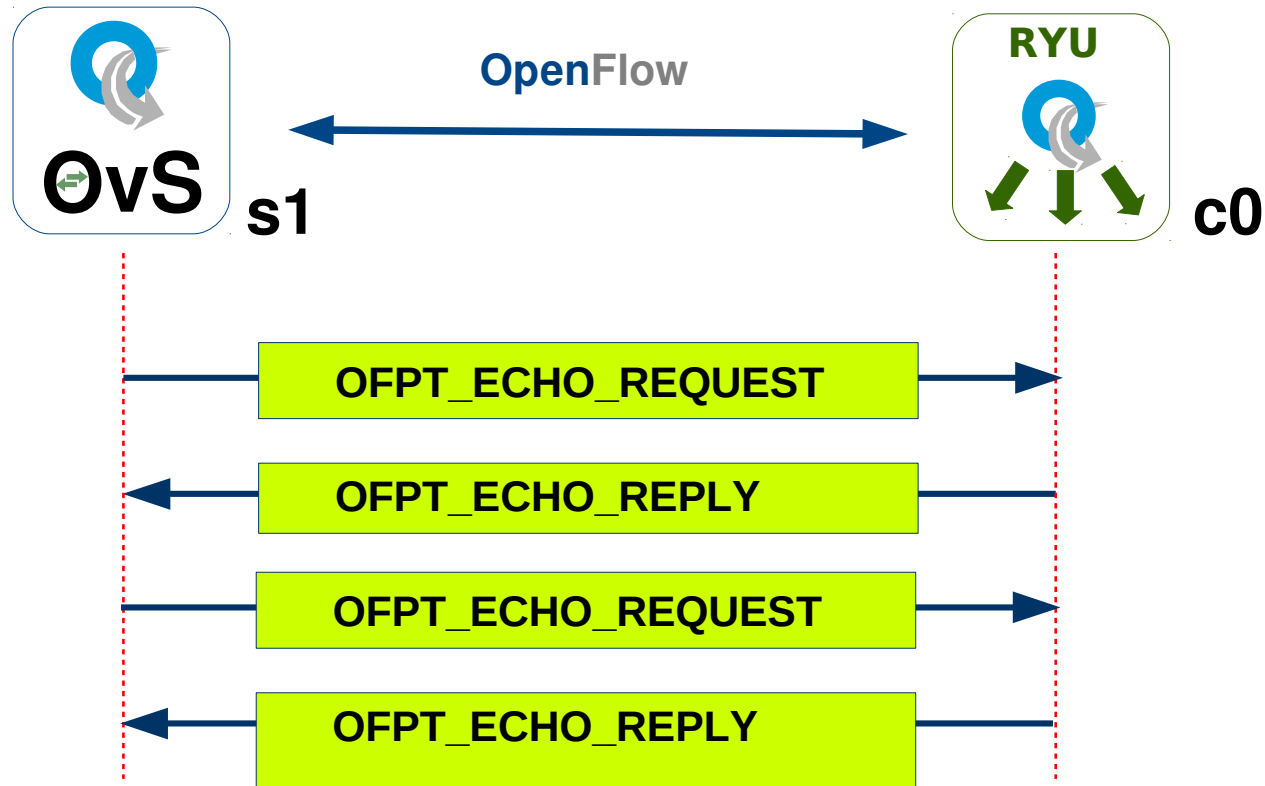 RYU
OpenFlow
OvS
s1
c0
OFPT_ECHO_REQUEST
OFPT_ECHO_REPLY
OFPT_ECHO_REQUEST
OFPT_ECHO_REPLY